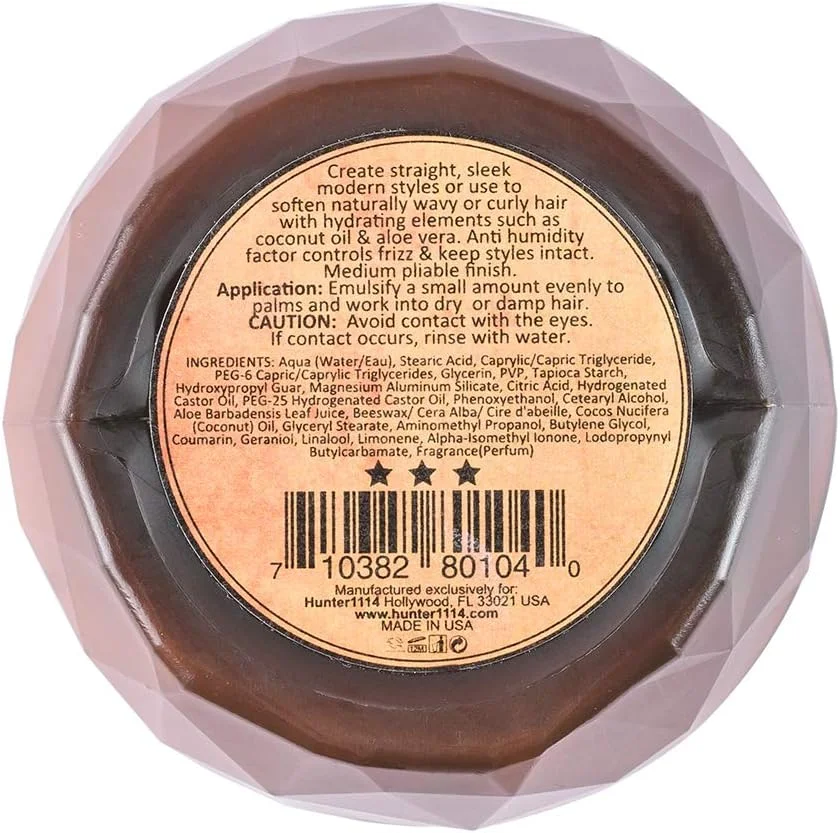 Create straight, sleek
modern styles or use to
soften naturally wavy or curly hair
with hydrating elements such as
coconut oil & aloe vera. Anti humidity
factor controls frizz & keep styles intact.
Medium pliable finish.
Application: Emulsify a small amount evenly to
palms and work into dry or damp hair.
CAUTION: Avoid contact with the eyes.
If contact occurs, rinse with water.
INGREDIENTS: Aqua (Water/Eau), Stearic Acid, Caprylic/Capric Triglyceride,
PEG-6 Capric/Caprylic Triglycerides, Glycerin, PVP, Tapioca Starch,
Hydroxypropyl Guar, Magnesium Aluminum Silicate, Citric Acid, Hydrogenated
Castor Oil, PEG-25 Hydrogenated Castor Oil, Phenoxyethanol, Cetearyl Alcohol,
Aloe Barbadensis Leaf Juice, Beeswax/ Cera Alba/ Cire d'abeille, Cocos Nucifera
(Coconut) Oil, Glyceryl Stearate, Aminomethyl Propanol, Butylene Glycol,
Coumarin, Geraniol, Linalool, Limonene, Alpha-Isomethyl Ionone, Lodopropynyl
Butylcarbamate, Fragrance(Perfum)
7 10382 80104 0
Manufactured exclusively for:
Hunter1114 Hollywood, FL 33021 USA
www.hunter1114.com
MADE IN USA
12M